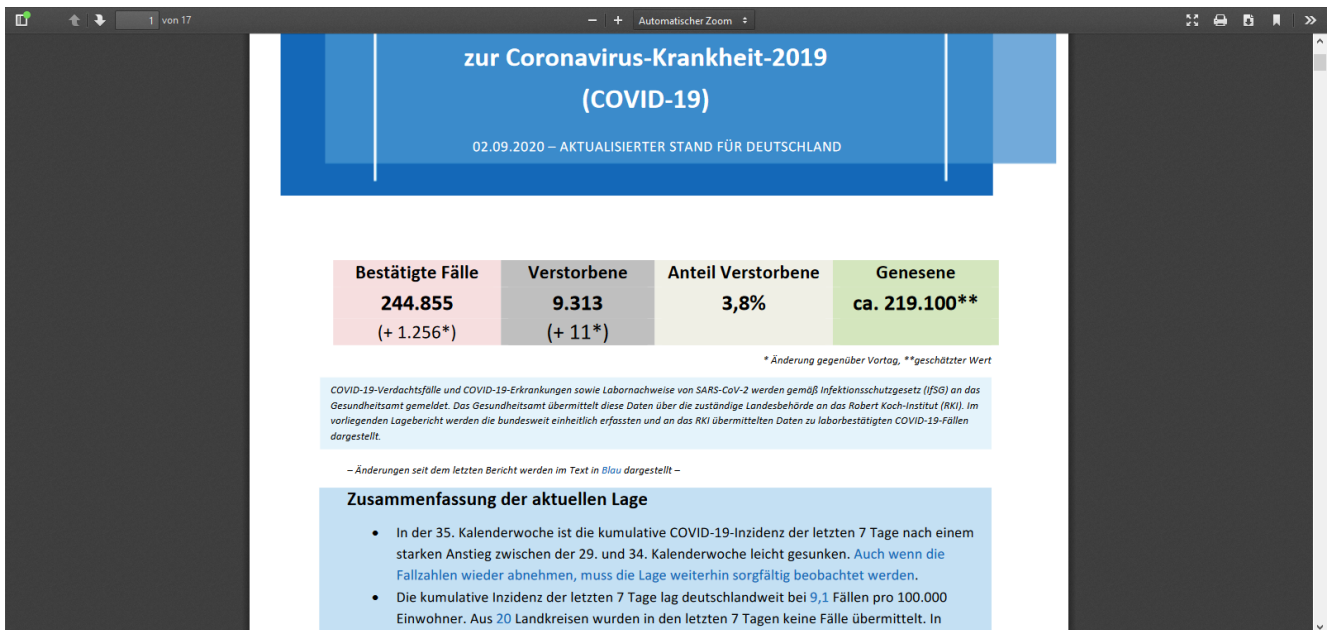 1 von 17
− + Automatischer Zoom
zur Coronavirus-Krankheit-2019
(COVID-19)
02.09.2020 – AKTUALISIERTER STAND FÜR DEUTSCHLAND
Bestätigte Fälle Verstorbene Anteil Verstorbene Genesene
244.855 9.313 3,8% ca. 219.100**
(+ 1.256*) (+ 11*)
* Änderung gegenüber Vortag, **geschätzter Wert
COVID-19-Verdachtsfälle und COVID-19-Erkrankungen sowie Labornachweise von SARS-CoV-2 werden gemäß Infektionsschutzgesetz (IfSG) an das
Gesundheitsamt gemeldet. Das Gesundheitsamt übermittelt diese Daten über die zuständige Landesbehörde an das Robert Koch-Institut (RKI). Im
vorliegenden Lagebericht werden die bundesweit einheitlich erfassten und an das RKI übermittelten Daten zu laborbestätigten COVID-19-Fällen
dargestellt.
– Änderungen seit dem letzten Bericht werden im Text in Blau dargestellt –
Zusammenfassung der aktuellen Lage
• In der 35. Kalenderwoche ist die kumulative COVID-19-Inzidenz der letzten 7 Tage nach einem
starken Anstieg zwischen der 29. und 34. Kalenderwoche leicht gesunken. Auch wenn die
Fallzahlen wieder abnehmen, muss die Lage weiterhin sorgfältig beobachtet werden.
• Die kumulative Inzidenz der letzten 7 Tage lag deutschlandweit bei 9,1 Fällen pro 100.000
Einwohner. Aus 20 Landkreisen wurden in den letzten 7 Tagen keine Fälle übermittelt. In